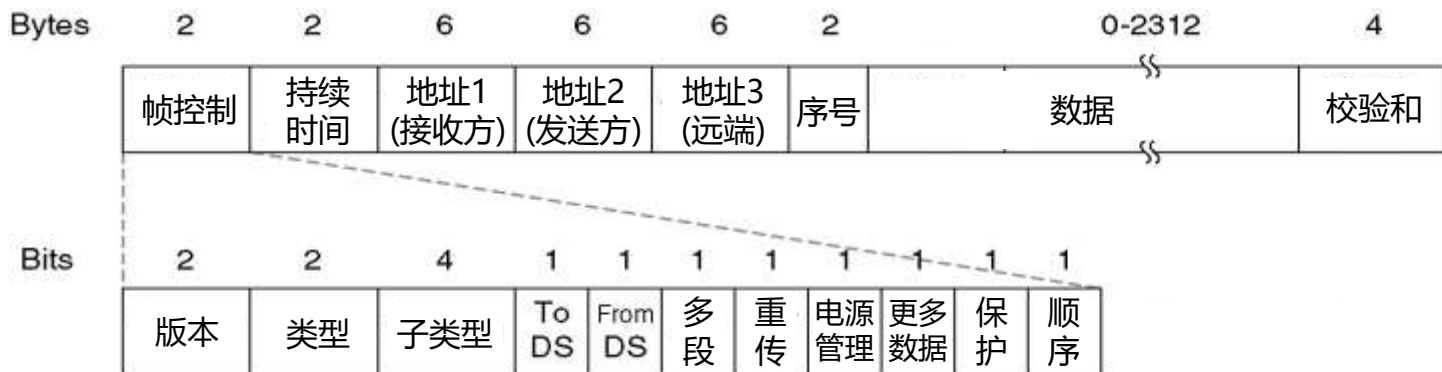 Bytes 2 2 6 6 6 2 0-2312 4
帧控制 持续时间 地址1(接收方) 地址2(发送方) 地址3(远端) 序号 数据 校验和
Bits 2 2 4 1 1 1 1 1 1 1 1
版本 类型 子类型 To DS From DS 多段 重传 电源管理 更多数据 保护 顺序